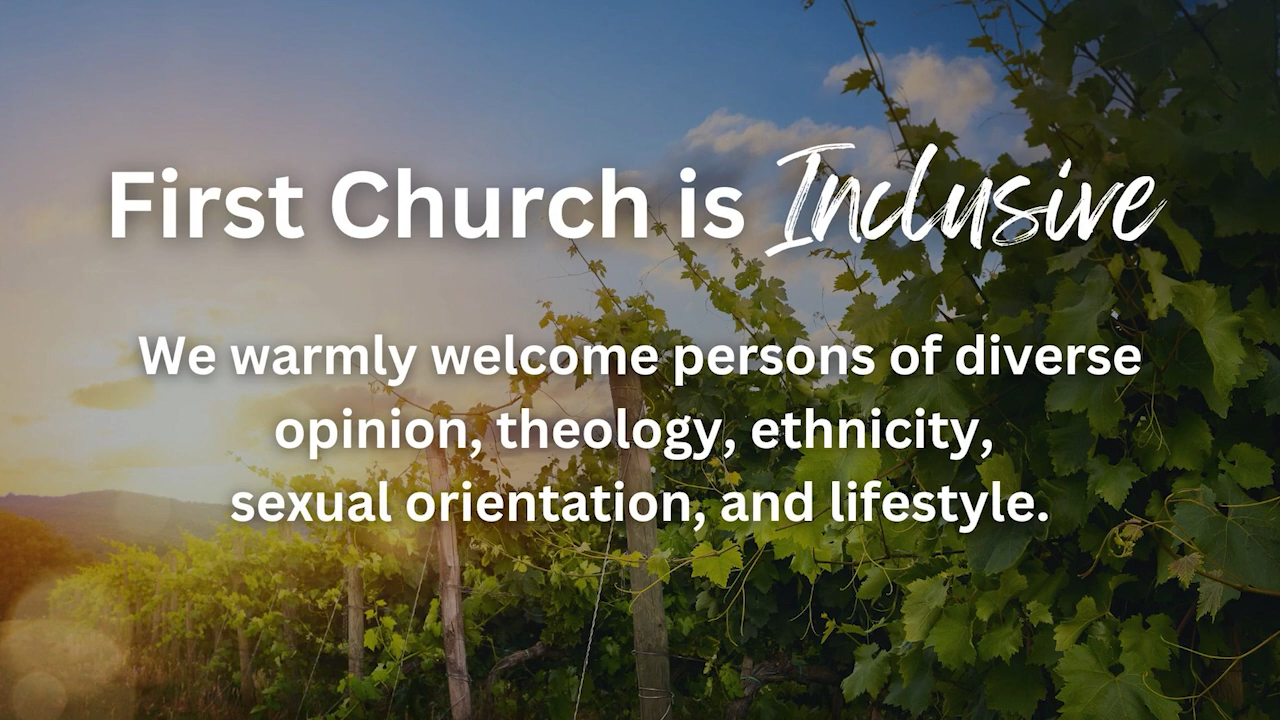 First Church is Inclusive
We warmly welcome persons of diverse
opinion, theology, ethnicity,
sexual orientation, and lifestyle.